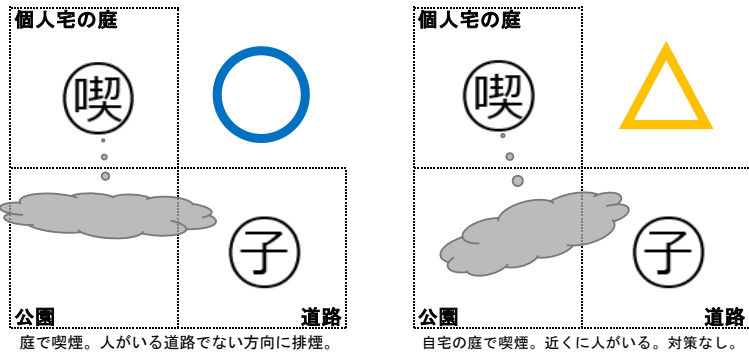 個人宅の庭
喫
子
公園
道路
庭で喫煙。人がいる道路でない方向に排煙。
個人宅の庭
喫
子
公園
道路
自宅の庭で喫煙。近くに人がいる。対策なし。